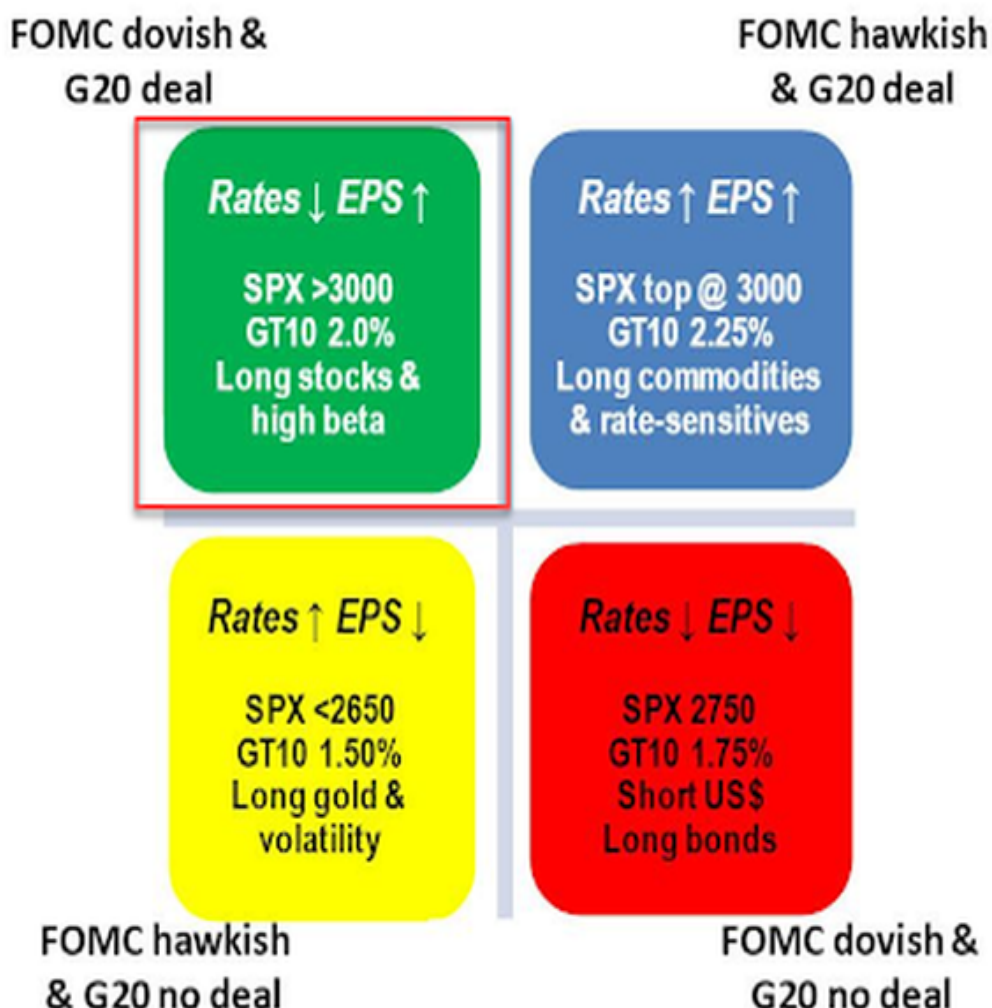 FOMC dovish &
G20 deal
FOMC hawkish
& G20 deal
Rates ↓ EPS ↑
SPX >3000
GT10 2.0%
Long stocks &
high beta
Rates ↑ EPS ↑
SPX top @ 3000
GT10 2.25%
Long commodities
& rate-sensitives
Rates ↑ EPS ↓
SPX <2650
GT10 1.50%
Long gold &
volatility
Rates ↓ EPS ↓
SPX 2750
GT10 1.75%
Short US$
Long bonds
FOMC hawkish
& G20 no deal
FOMC dovish &
G20 no deal